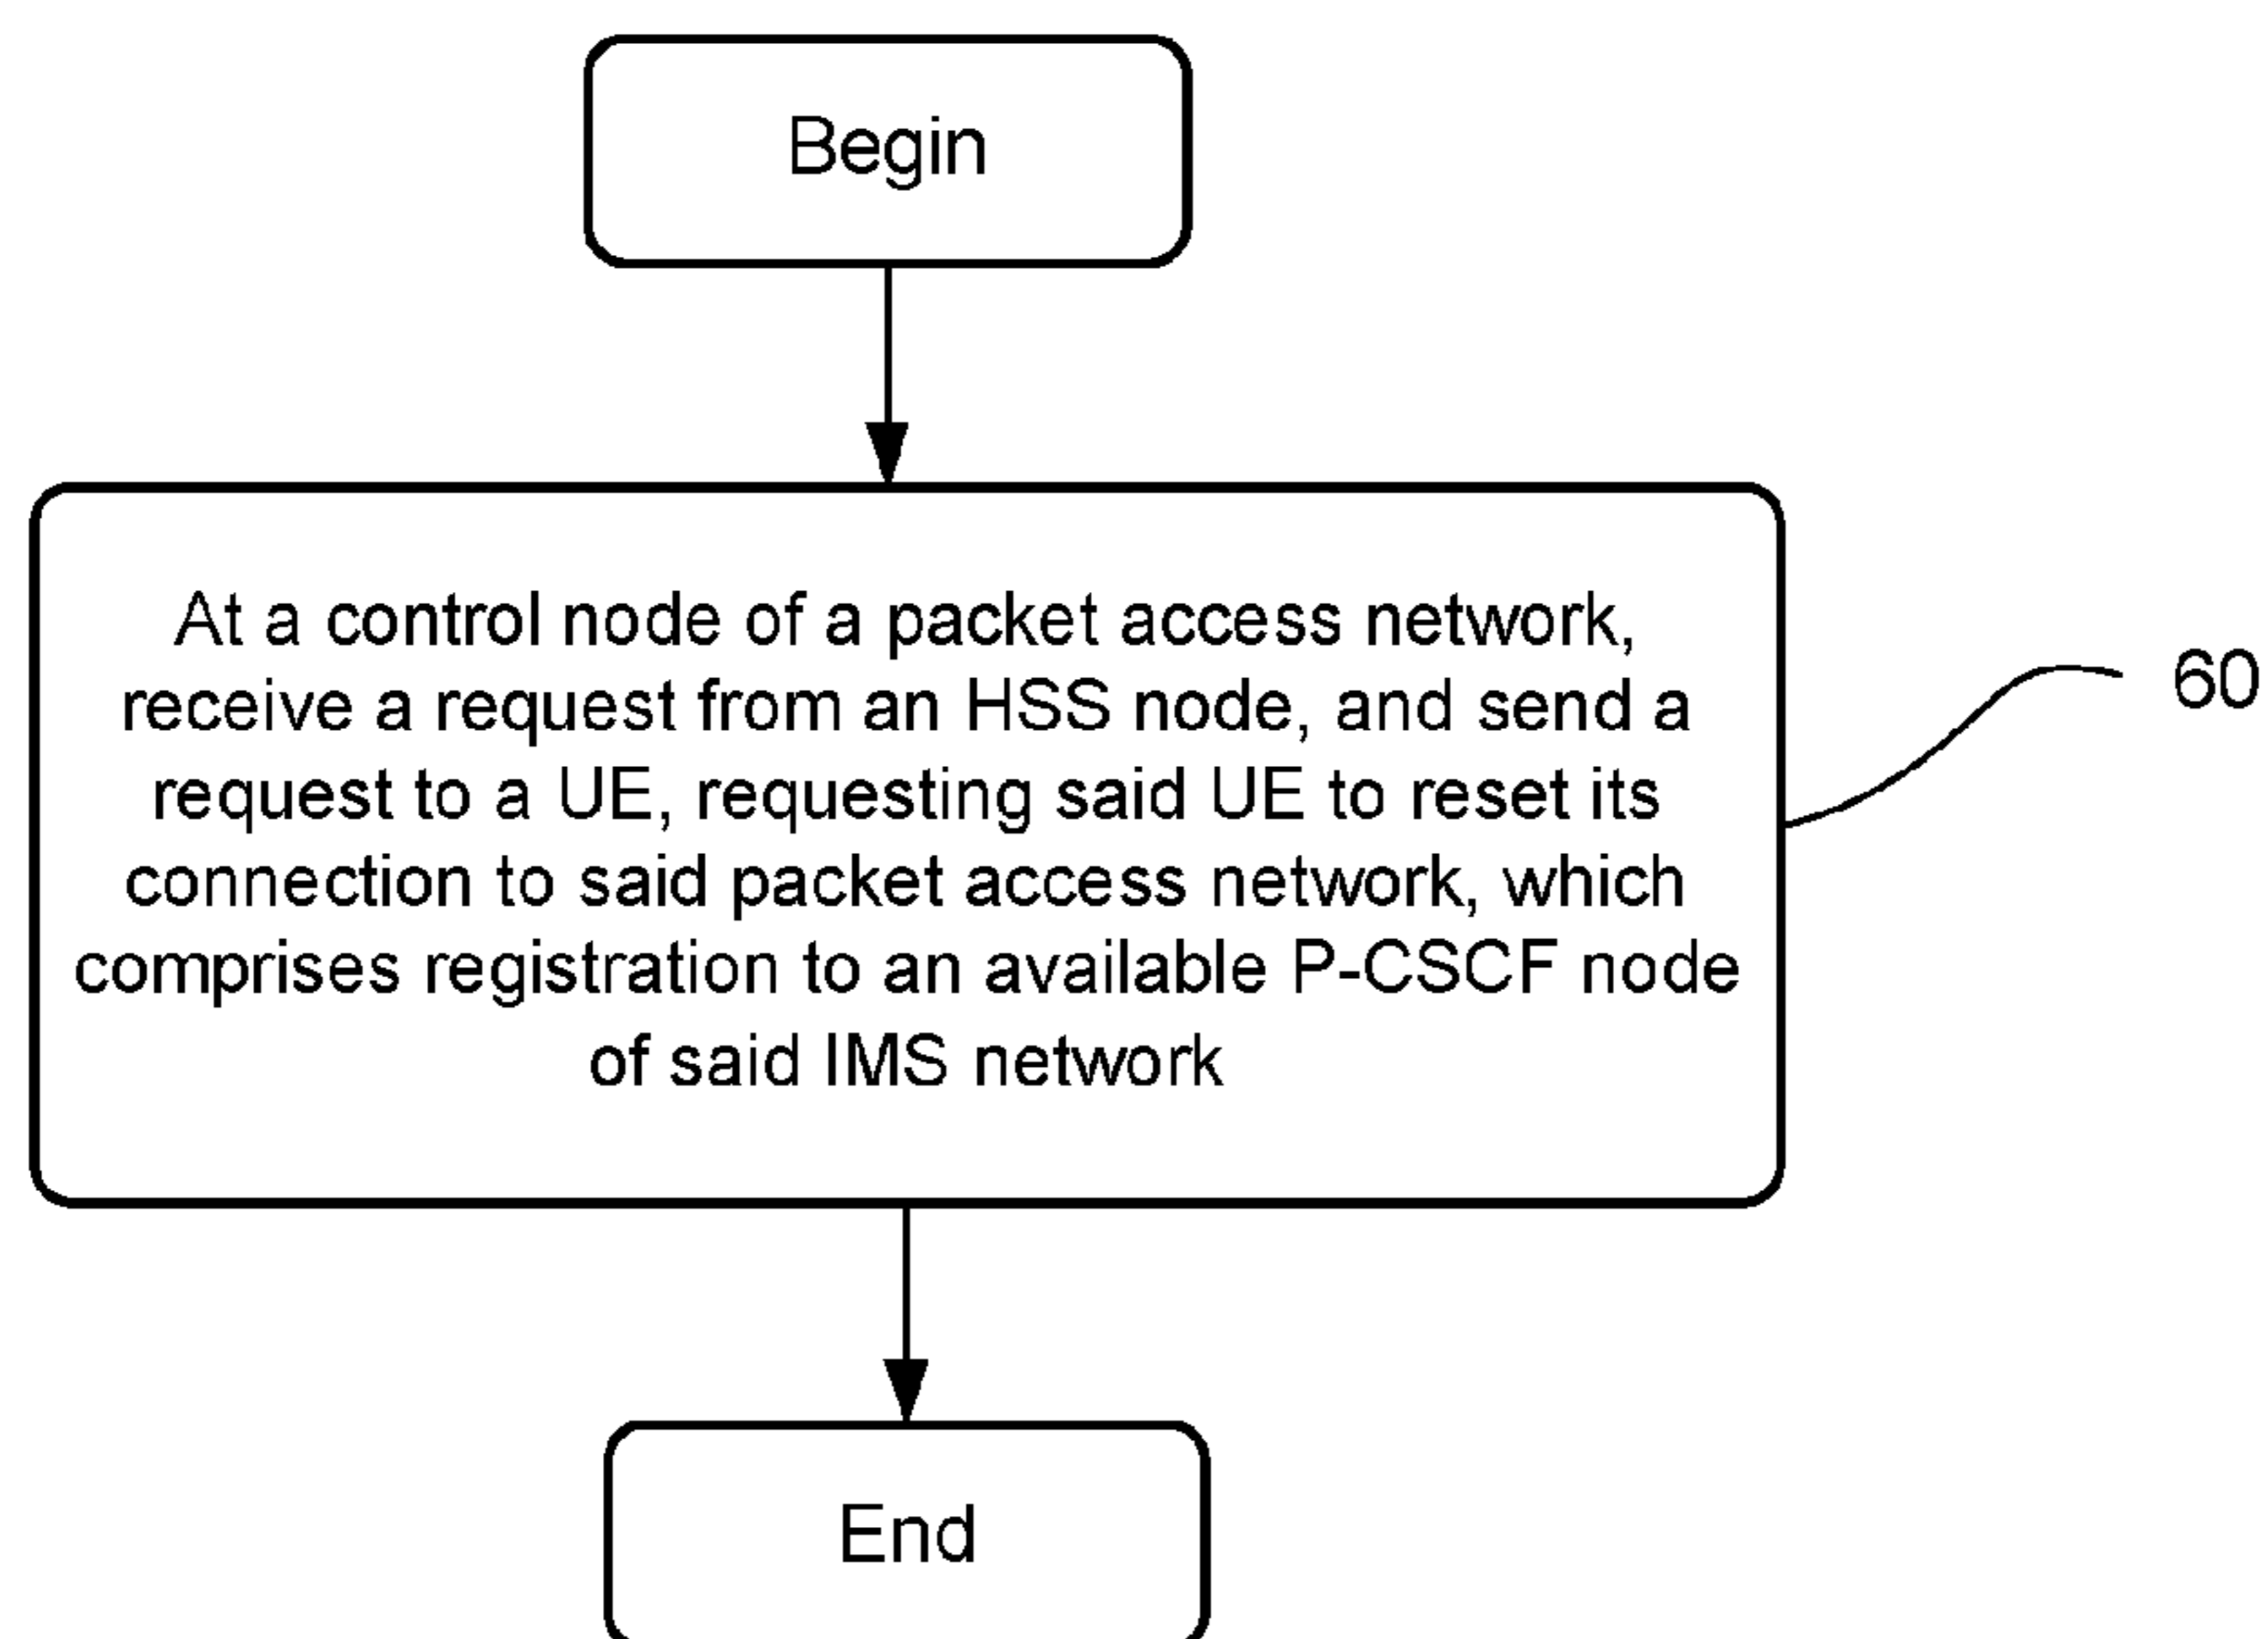 Begin
At a control node of a packet access network,
receive a request from an HSS node, and send a
request to a UE, requesting said UE to reset its
connection to said packet access network, which
comprises registration to an available P-CSCF node
of said IMS network
60
End